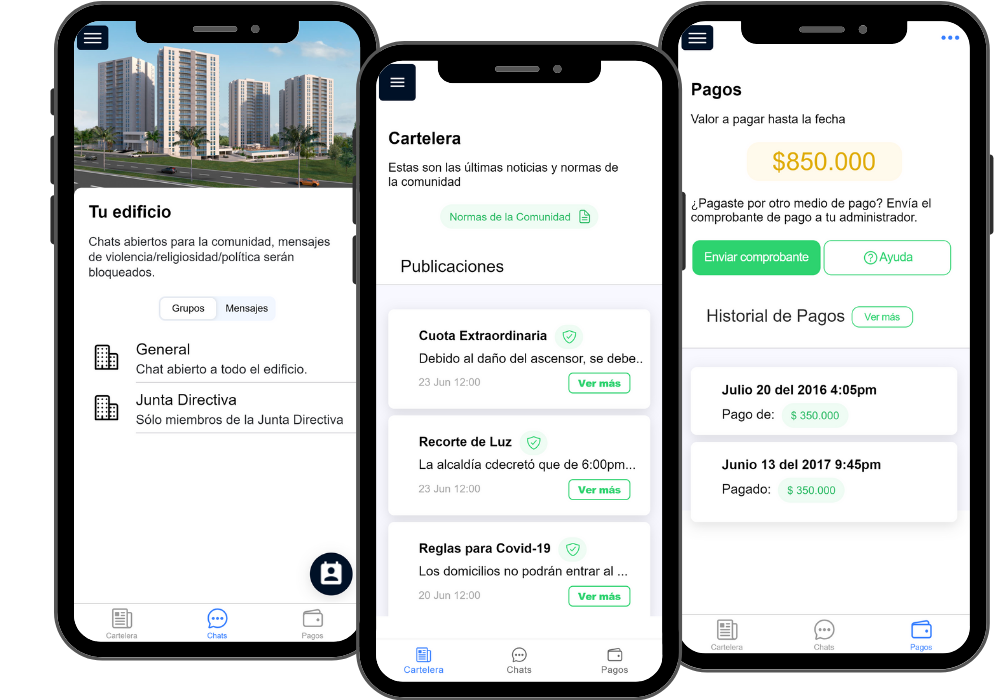 Tu edificio
Chats abiertos para la comunidad, mensajes
de violencia/religiosidad/política serán
bloqueados.
Grupos
Mensajes
General
Chat abierto a todo el edificio.
Junta Directiva
Sólo miembros de la Junta Directiva
Cartelera
Chats
Pagos
Cartelera
Estas son las últimas noticias y normas de
la comunidad
Normas de la Comunidad
Publicaciones
Cuota Extraordinaria
Debido al daño del ascensor, se debe..
23 Jun 12:00
Ver más
Recorte de Luz
La alcaldía cdecretó que de 6:00pm...
23 Jun 12:00
Ver más
Reglas para Covid-19
Los domicilios no podrán entrar al ...
20 Jun 12:00
Ver más
Cartelera
Chats
Pagos
Pagos
Valor a pagar hasta la fecha
$850.000
¿Pagaste por otro medio de pago? Envía el
comprobante de pago a tu administrador.
Enviar comprobante
Ayuda
Historial de Pagos
Ver más
Julio 20 del 2016 4:05pm
Pago de:
$ 350.000
Junio 13 del 2017 9:45pm
Pagado:
$ 350.000
Cartelera
Chats
Pagos